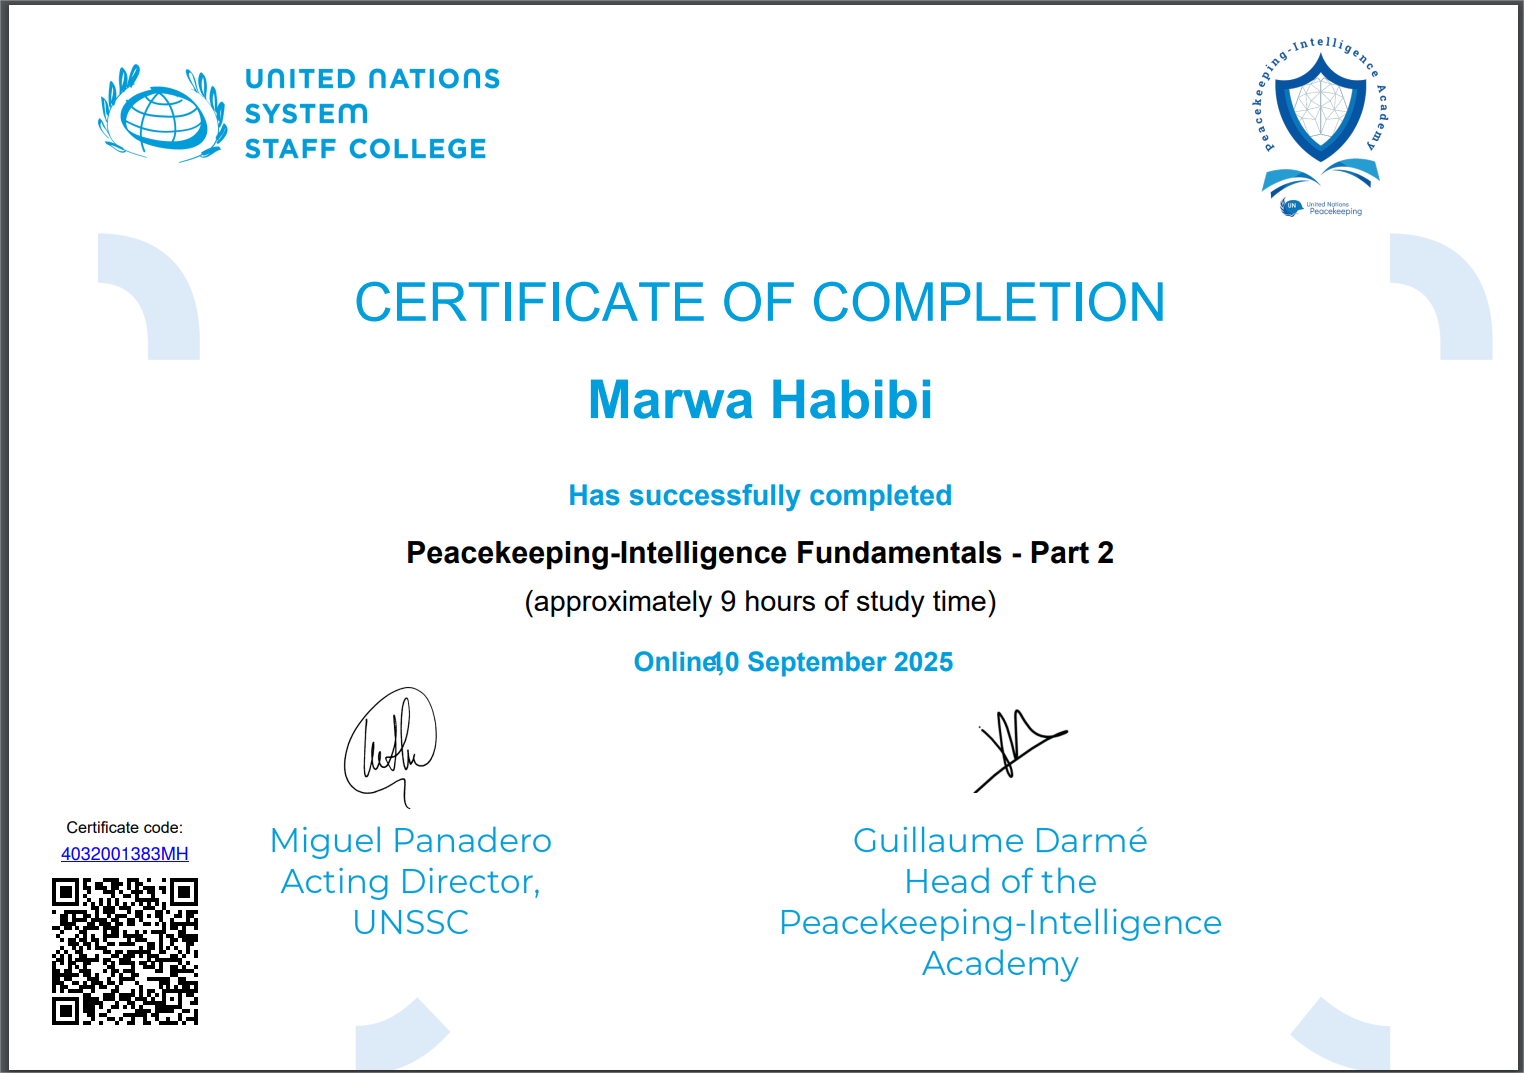 UNITED NATIONS
SYSTEM
STAFF COLLEGE
Peacekeeping-Intelligence Academy
UN
United Nations
Peacekeeping
CERTIFICATE OF COMPLETION
Marwa Habibi
Has successfully completed
Peacekeeping-Intelligence Fundamentals - Part 2
(approximately 9 hours of study time)
Online, 10 September 2025
Certificate code:
4032001383MH
Miguel Panadero
Acting Director,
UNSSC
Guillaume Darmé
Head of the
Peacekeeping-Intelligence
Academy